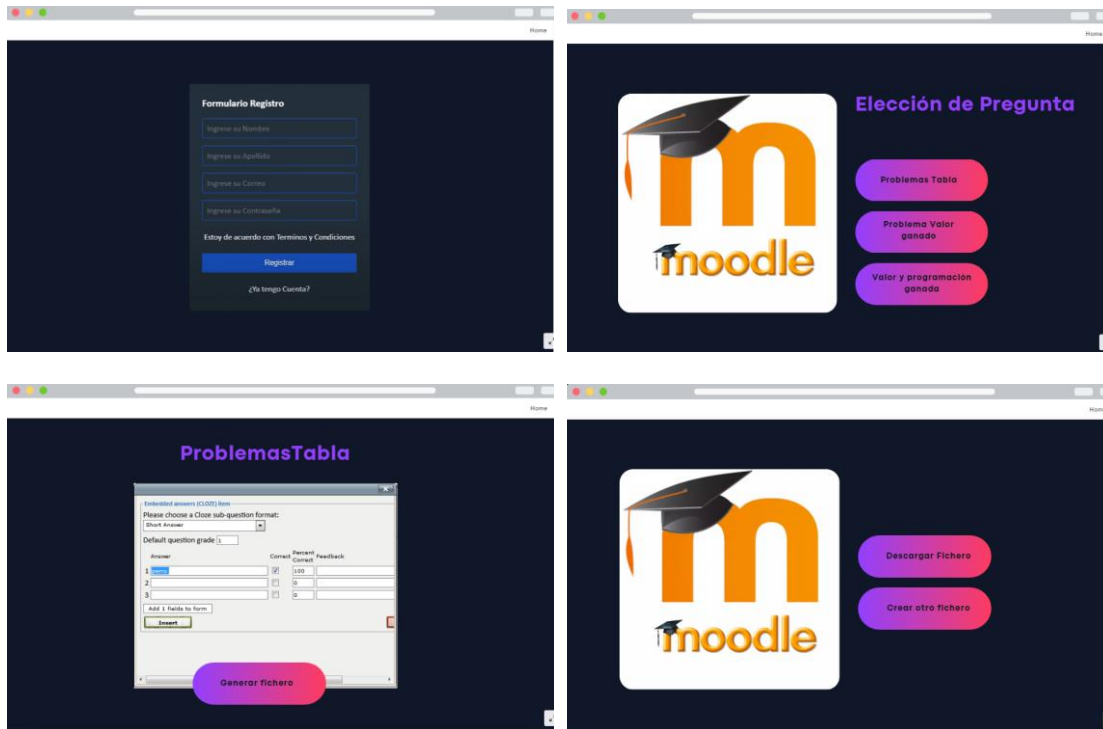 Home
Formulario Registro
Ingrese su Nombre
Ingrese su Apellido
Ingrese su Correo
Ingrese su Contraseña
Estoy de acuerdo con Terminos y Condiciones
Registrar
¿Ya tengo Cuenta?
Home
Elección de Pregunta
m
moodle
Problemas Tabla
Problema Valor
ganado
Valor y programación
ganada
Home
ProblemasTabla
Embedded answers (CLOZE) item
Please choose a Cloze sub-question format:
Short Answer
Default question grade 1
Answer Correct Percent Correct Feedback
1 100
2 0
3 0
Add 1 fields to form
Insert
Generar fichero
Hom
m
moodle
Descargar Fichero
Crear otro fichero